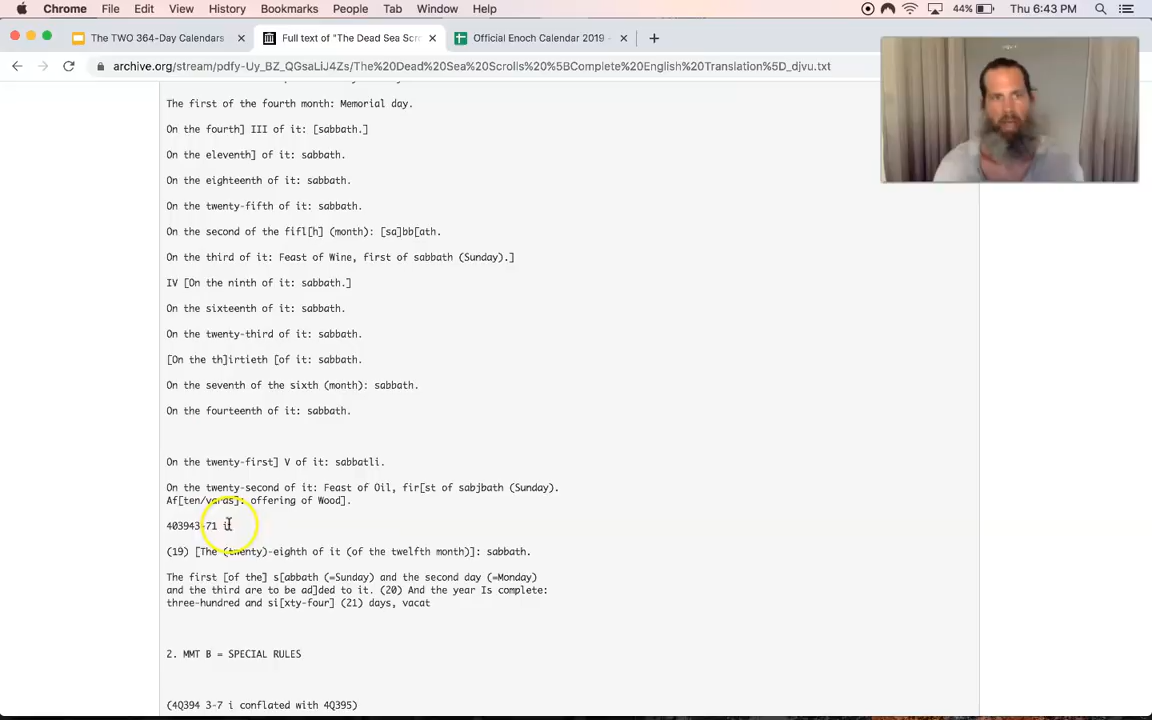 Chrome File Edit View History Bookmarks People Tab Window Help 44% Thu 6:43 PM
The TWO 364-Day Calendars
Full text of "The Dead Sea Scr
Official Enoch Calendar 2019 -
archive.org/stream/pdfy-Uy_BZ_QGsaLiJ4Zs/The%20Dead%20Sea%20Scrolls%20%5BComplete%20English%20Translation%5D_djvu.txt
The first of the fourth month: Memorial day.
On the fourth] III of it: [sabbath.]
On the eleventh] of it: sabbath.
On the eighteenth of it: sabbath.
On the twenty-fifth of it: sabbath.
On the second of the fifl[h] (month): [sa]bb[ath.
On the third of it: Feast of Wine, first of sabbath (Sunday).]
IV [On the ninth of it: sabbath.]
On the sixteenth of it: sabbath.
On the twenty-third of it: sabbath.
[On the th]irtieth [of it: sabbath.
On the seventh of the sixth (month): sabbath.
On the fourteenth of it: sabbath.
On the twenty-first] V of it: sabbatli.
On the twenty-second of it: Feast of Oil, fir[st of sabjbath (Sunday).
Af[ten/vards]: offering of Wood].
403943-71 i
(19) [The (twenty)-eighth of it (of the twelfth month)]: sabbath.
The first [of the] s[abbath (=Sunday) and the second day (=Monday)
and the third are to be ad]ded to it. (20) And the year Is complete:
three-hundred and si[xty-four] (21) days, vacat
2. MMT B = SPECIAL RULES
(4Q394 3-7 i conflated with 4Q395)